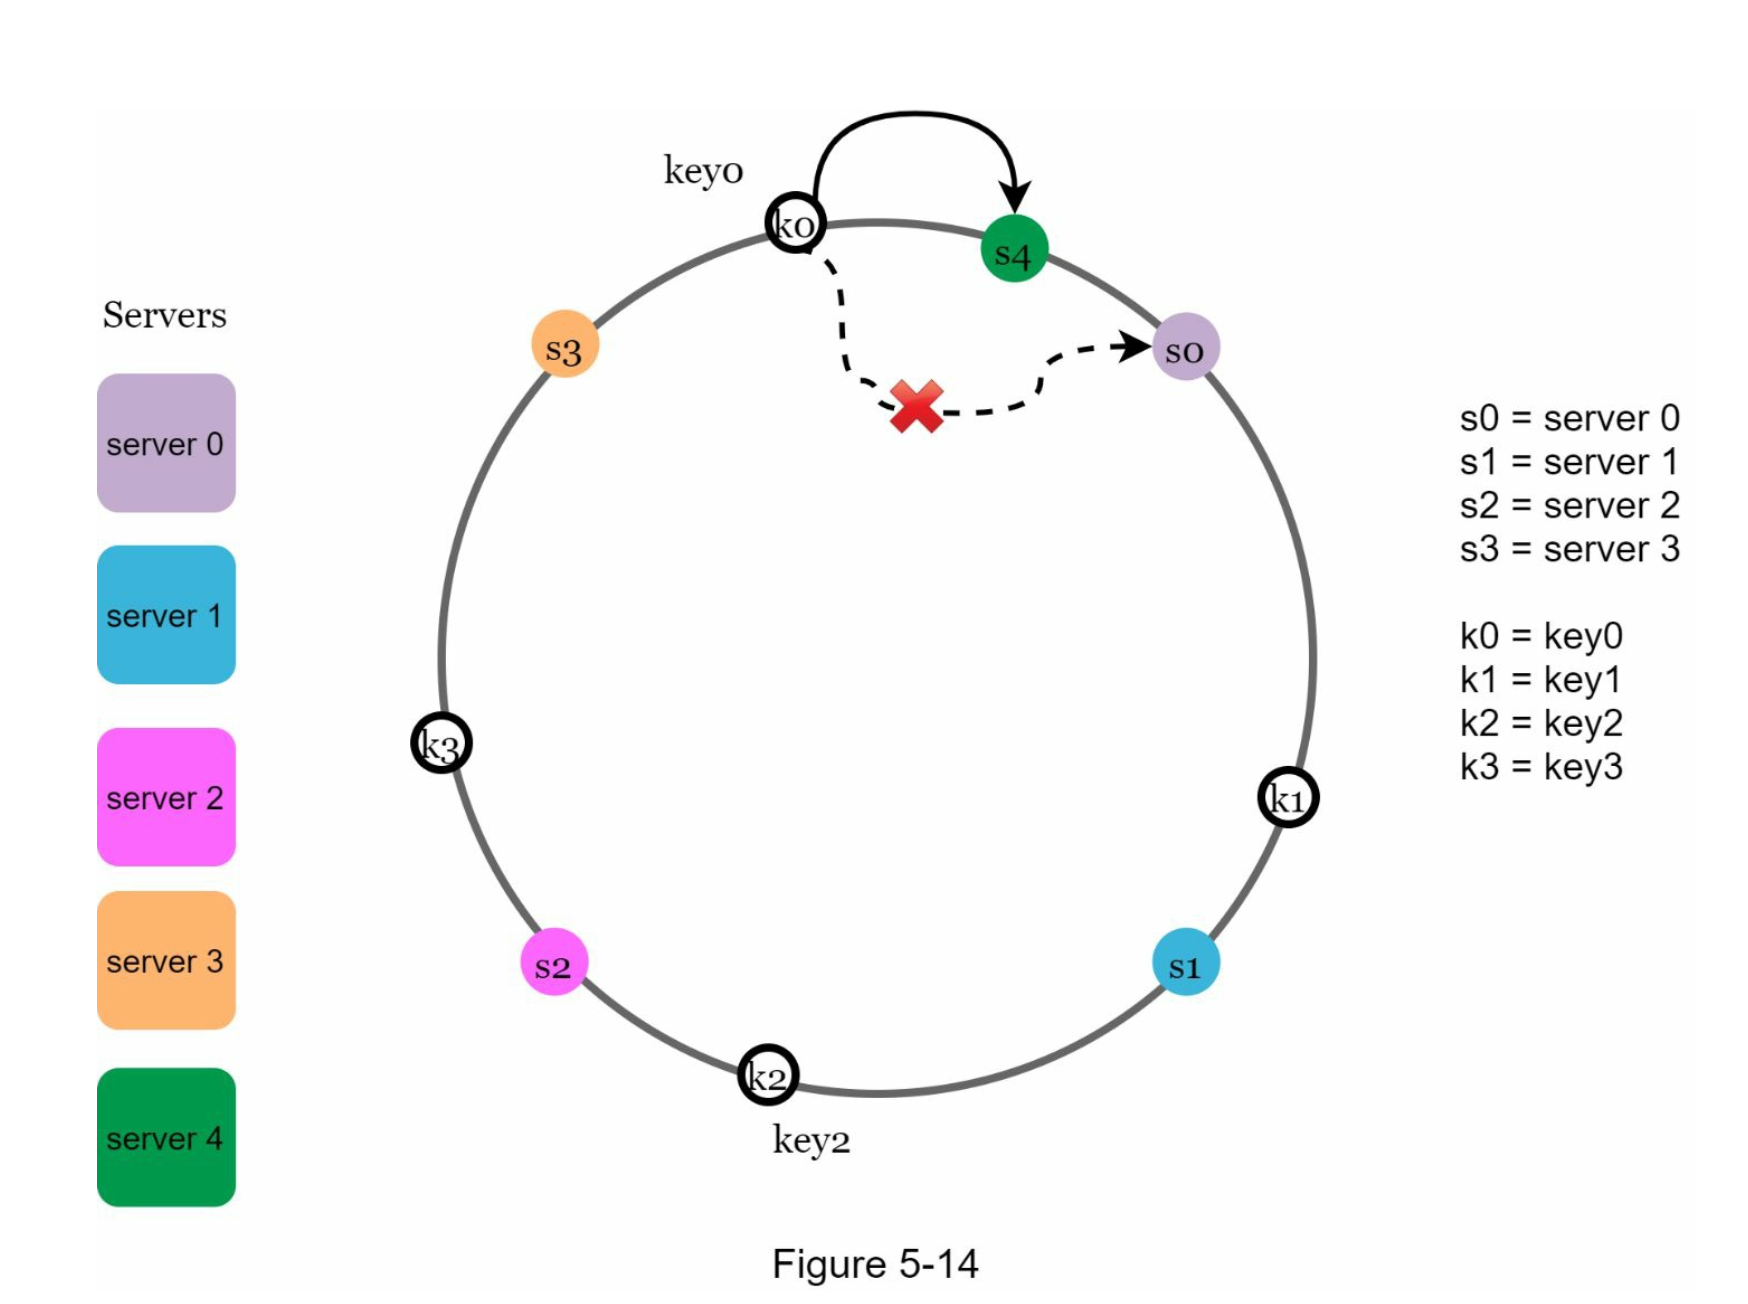 key0
k0
s4
Servers
s3
s0
server 0
s0 = server 0
s1 = server 1
s2 = server 2
s3 = server 3
server 1
k0 = key0
k1 = key1
k2 = key2
k3 = key3
k3
server 2
k1
server 3
s2
s1
k2
server 4
key2
Figure 5-14